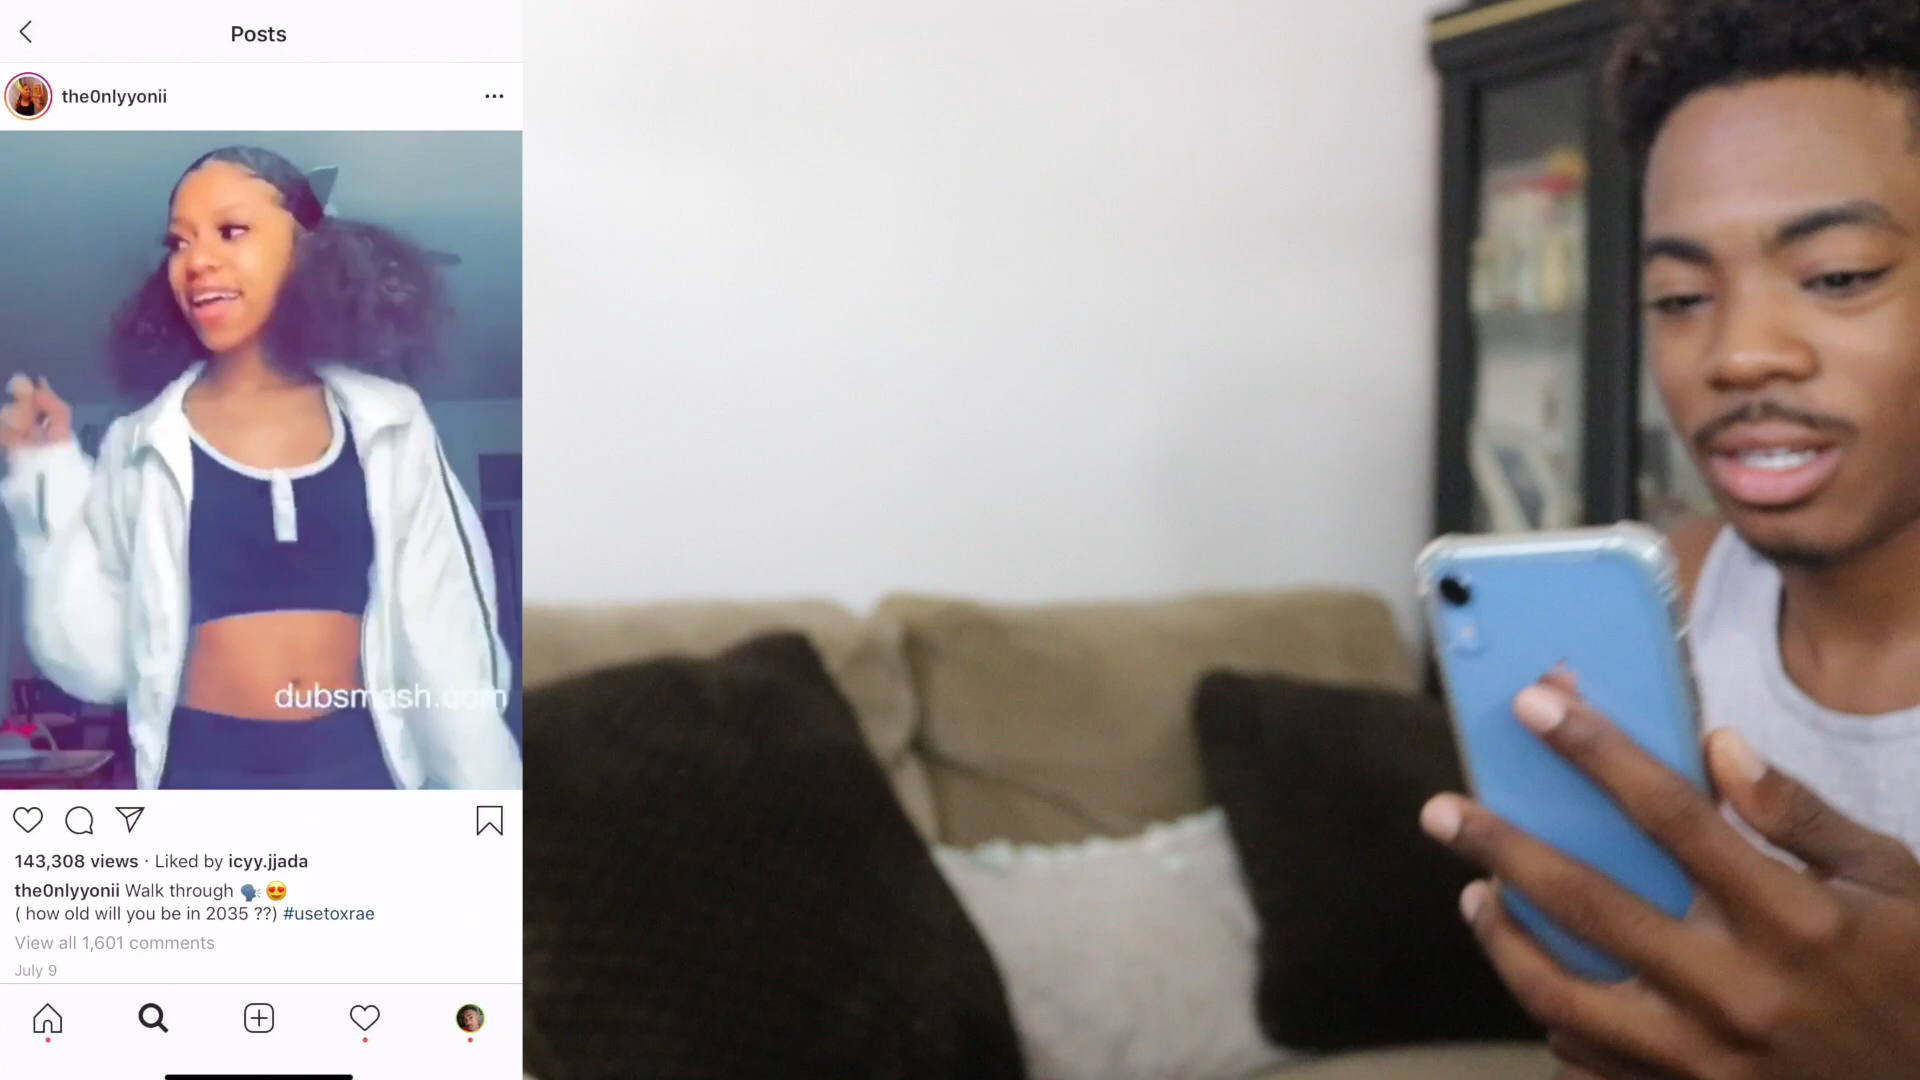 Posts
the0nlyyonii
dubsmash.com
143,308 views · Liked by icyy.jjada
the0nlyyonii Walk through 🗣️😍
( how old will you be in 2035 ??) #usetoxrae
View all 1,601 comments
July 9